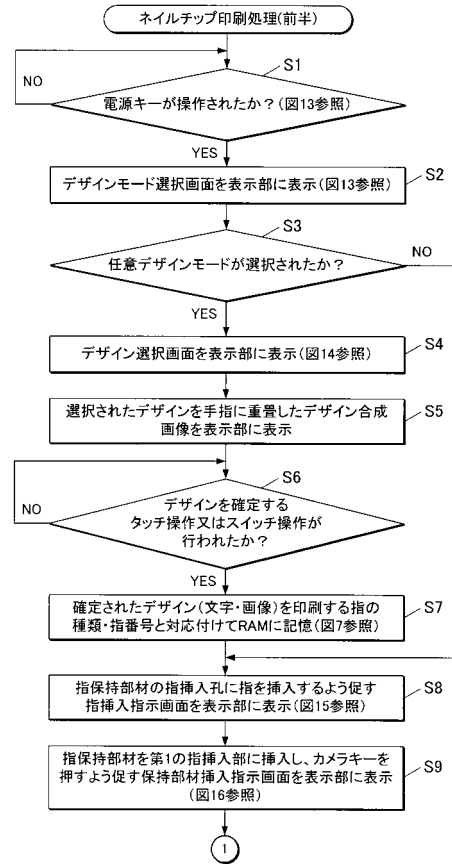 ネイルチップ印刷処理(前半)
S1
NO
電源キーが操作されたか?(図13参照)
YES
S2
デザインモード選択画面を表示部に表示(図13参照)
S3
NO
任意デザインモードが選択されたか?
YES
S4
デザイン選択画面を表示部に表示(図14参照)
S5
選択されたデザインを手指に重畳したデザイン合成
画像を表示部に表示
S6
NO
デザインを確定する
タッチ操作又はスイッチ操作が
行われたか?
YES
S7
確定されたデザイン(文字・画像)を印刷する指の
種類・指番号と対応付けてRAMに記憶(図7参照)
S8
指保持部材の指挿入孔に指を挿入するよう促す
指挿入指示画面を表示部に表示(図15参照)
S9
指保持部材を第1の指挿入部に挿入し、カメラキーを
押すよう促す保持部材挿入指示画面を表示部に表示
(図16参照)
1